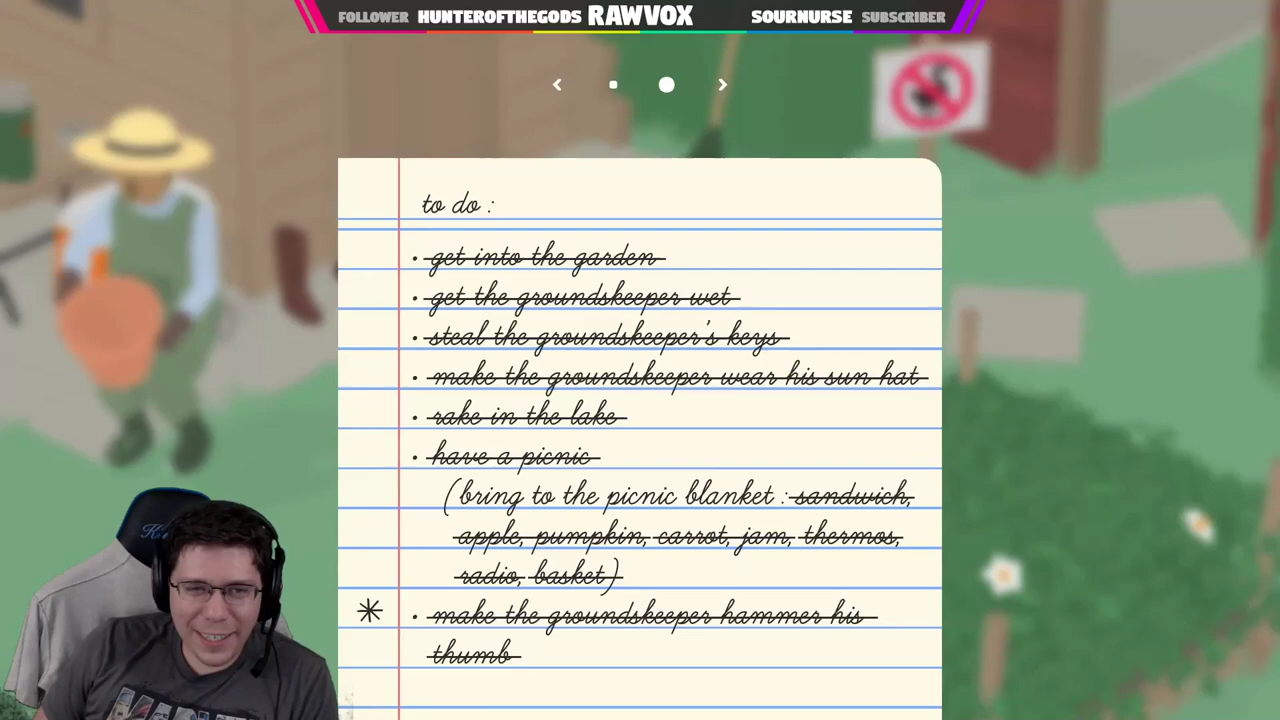 FOLLOWER HUNTEROFTHEGODS RAWVOX SOURNURSE SUBSCRIBER
to do :
• get into the garden
• get the groundskeeper wet
• steal the groundskeeper's keys
• make the groundskeeper wear his sun hat
• rake in the lake
• have a picnic
(bring to the picnic blanket : sandwich,
apple, pumpkin, carrot, jam, thermos,
radio, basket)
• make the groundskeeper hammer his
thumb